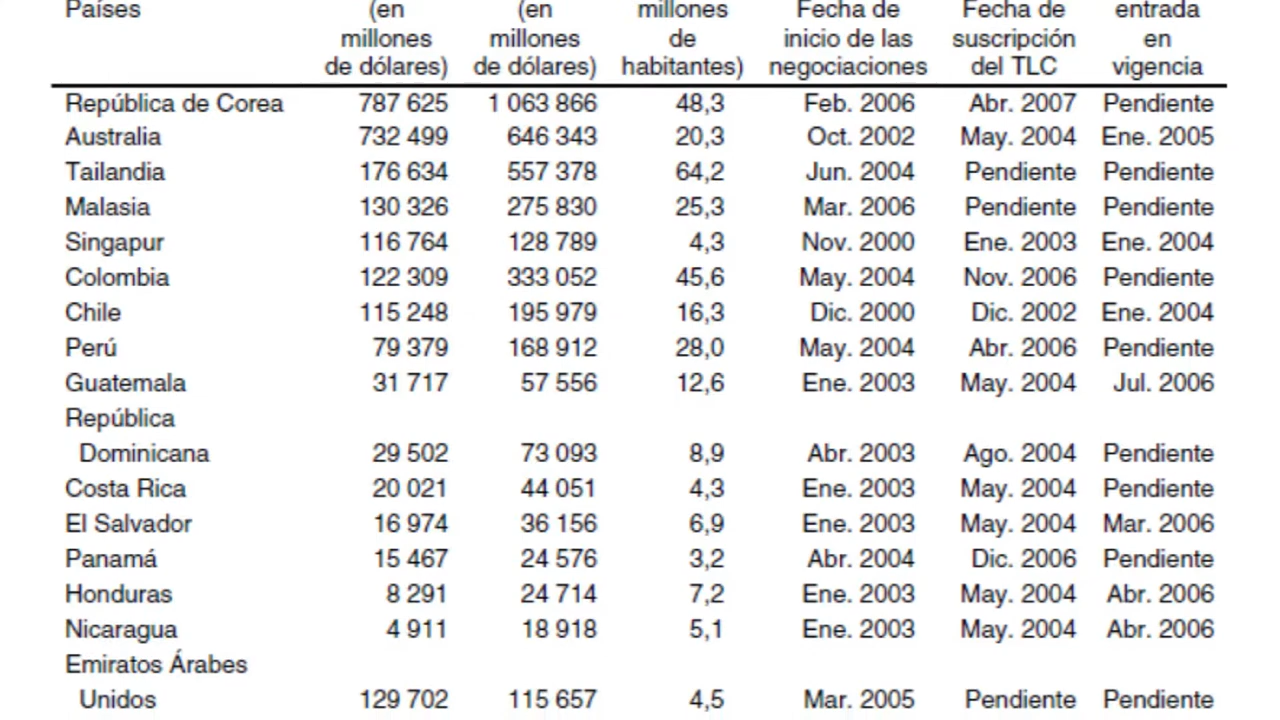 Países (en (en millones Fecha de Fecha de entrada
millones millones de inicio de las suscripción en
de dólares) de dólares) habitantes) negociaciones del TLC vigencia
República de Corea 787 625 1 063 866 48,3 Feb. 2006 Abr. 2007 Pendiente
Australia 732 499 646 343 20,3 Oct. 2002 May. 2004 Ene. 2005
Tailandia 176 634 557 378 64,2 Jun. 2004 Pendiente Pendiente
Malasia 130 326 275 830 25,3 Mar. 2006 Pendiente Pendiente
Singapur 116 764 128 789 4,3 Nov. 2000 Ene. 2003 Ene. 2004
Colombia 122 309 333 052 45,6 May. 2004 Nov. 2006 Pendiente
Chile 115 248 195 979 16,3 Dic. 2000 Dic. 2002 Ene. 2004
Perú 79 379 168 912 28,0 May. 2004 Abr. 2006 Pendiente
Guatemala 31 717 57 556 12,6 Ene. 2003 May. 2004 Jul. 2006
República
Dominicana 29 502 73 093 8,9 Abr. 2003 Ago. 2004 Pendiente
Costa Rica 20 021 44 051 4,3 Ene. 2003 May. 2004 Pendiente
El Salvador 16 974 36 156 6,9 Ene. 2003 May. 2004 Mar. 2006
Panamá 15 467 24 576 3,2 Abr. 2004 Dic. 2006 Pendiente
Honduras 8 291 24 714 7,2 Ene. 2003 May. 2004 Abr. 2006
Nicaragua 4 911 18 918 5,1 Ene. 2003 May. 2004 Abr. 2006
Emiratos Árabes
Unidos 129 702 115 657 4,5 Mar. 2005 Pendiente Pendiente